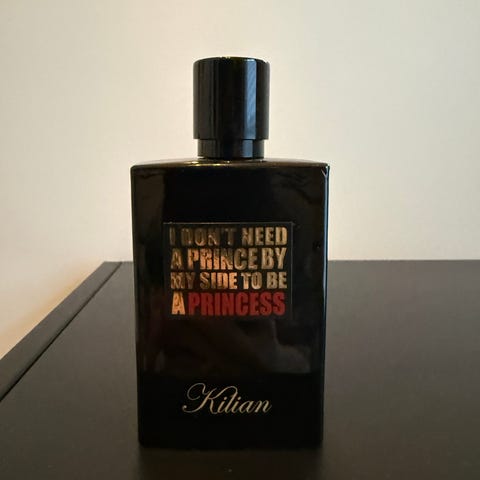 I DON'T NEED
A PRINCE BY
MY SIDE TO BE
A PRINCESS
Kilian